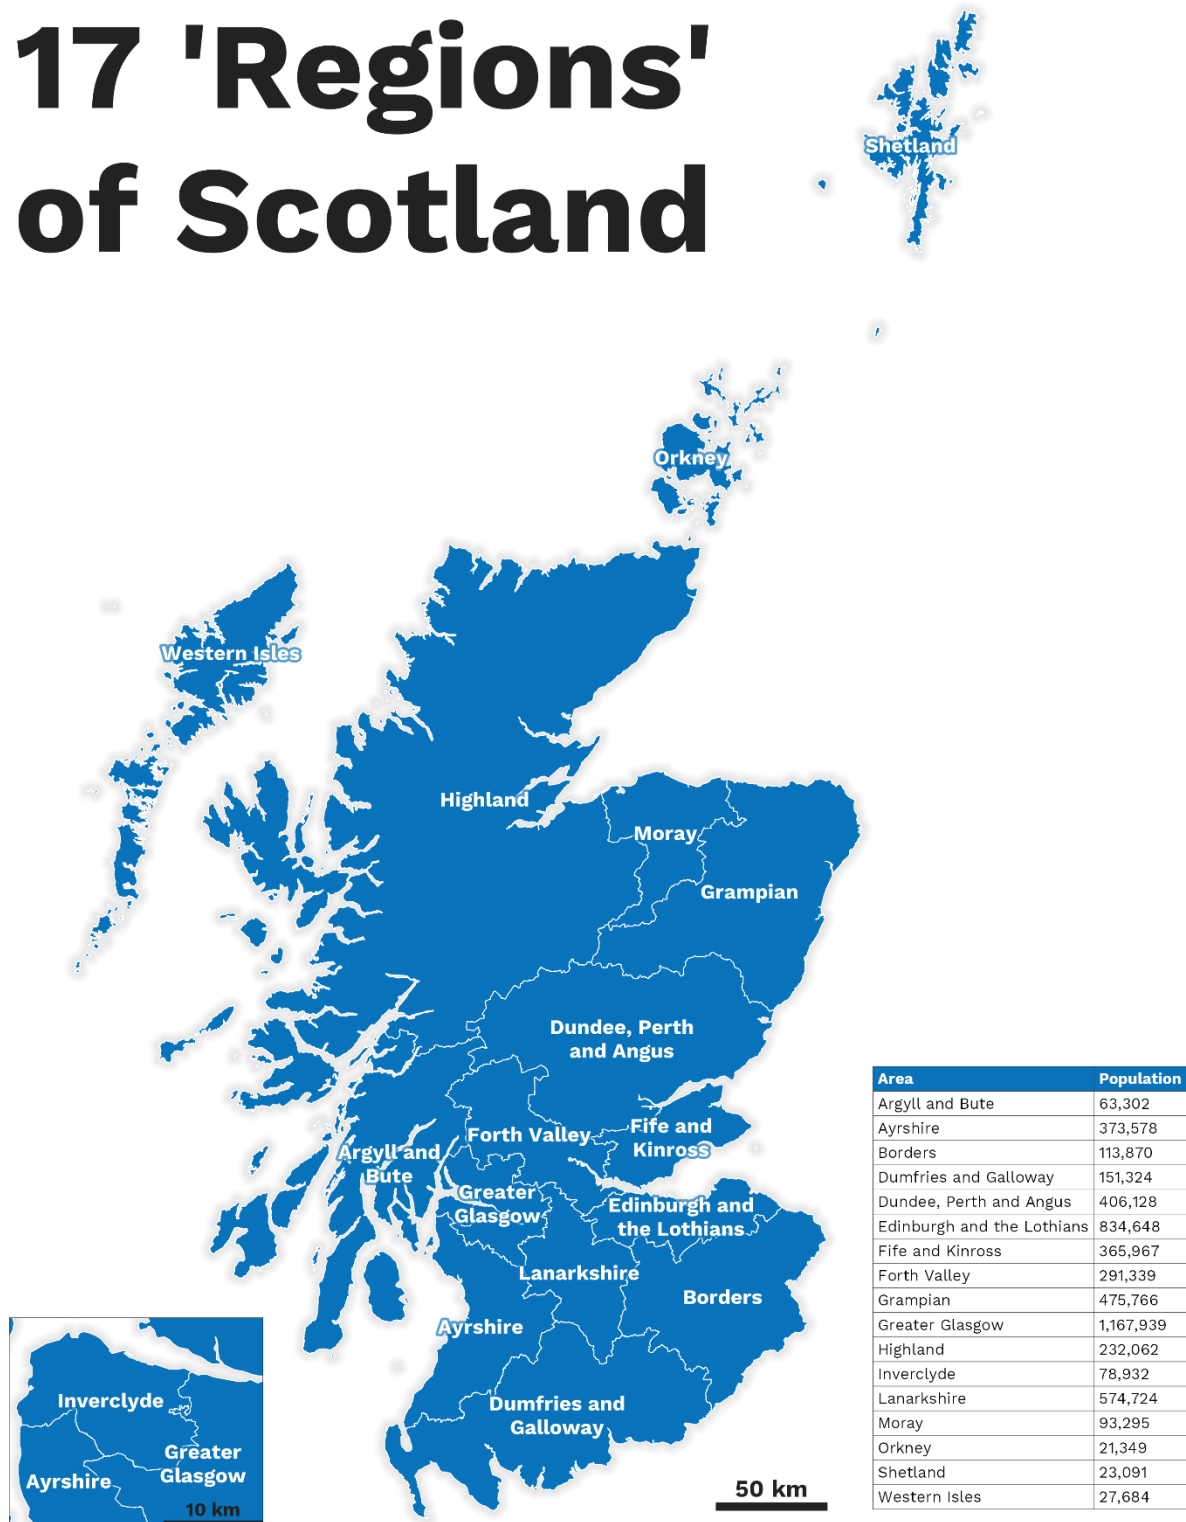 17 'Regions'
of Scotland
Shetland
Orkney
Western Isles
Highland
Moray
Grampian
Dundee, Perth
and Angus
Fife and
Kinross
Forth Valley
Argyll and
Bute
Greater
Glasgow
Edinburgh and
the Lothians
Lanarkshire
Borders
Ayrshire
Dumfries and
Galloway
Inverclyde
Greater
Glasgow
Ayrshire
10 km
50 km
Area Population
Argyll and Bute 63,302
Ayrshire 373,578
Borders 113,870
Dumfries and Galloway 151,324
Dundee, Perth and Angus 406,128
Edinburgh and the Lothians 834,648
Fife and Kinross 365,967
Forth Valley 291,339
Grampian 475,766
Greater Glasgow 1,167,939
Highland 232,062
Inverclyde 78,932
Lanarkshire 574,724
Moray 93,295
Orkney 21,349
Shetland 23,091
Western Isles 27,684